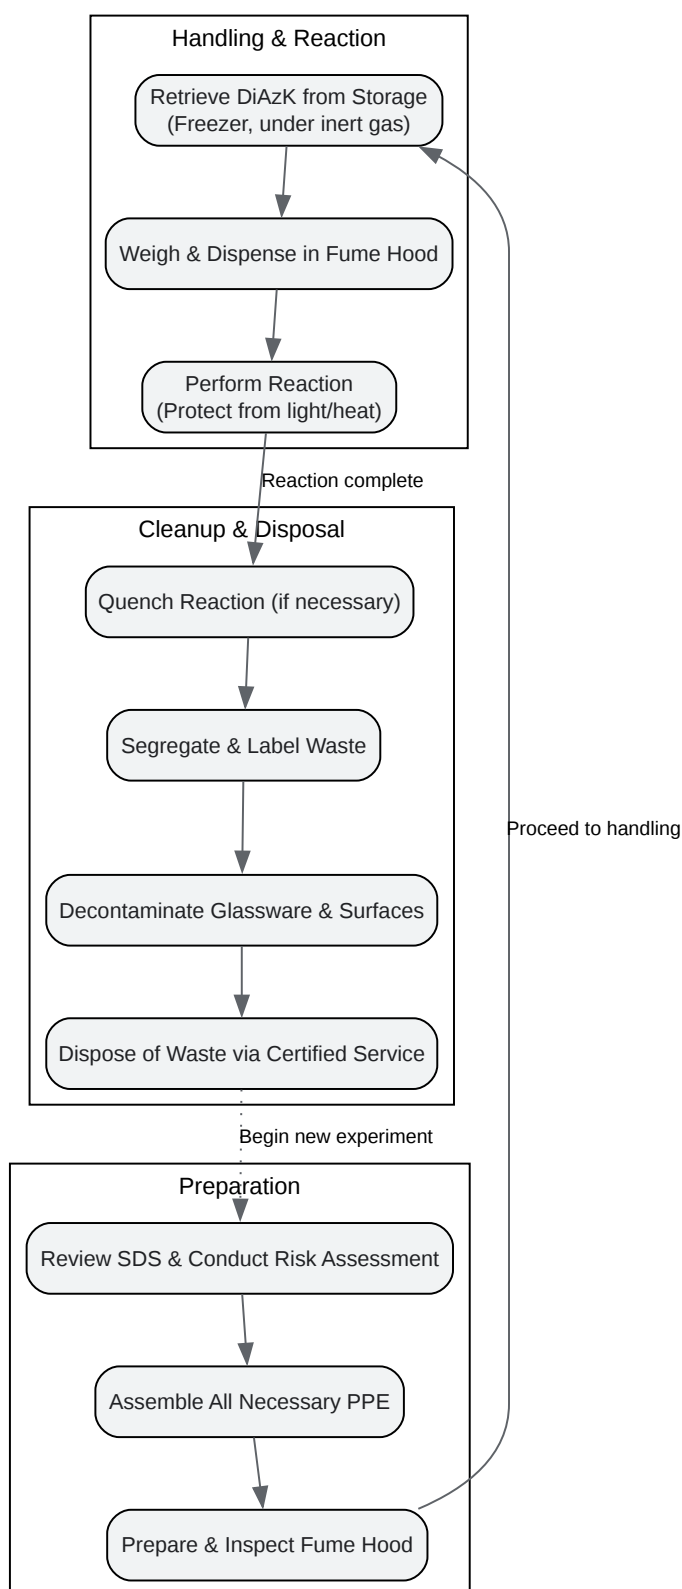 Handling & Reaction
Retrieve DiAzK from Storage
(Freezer, under inert gas)
Weigh & Dispense in Fume Hood
Perform Reaction
(Protect from light/heat)
Reaction complete
Cleanup & Disposal
Quench Reaction (if necessary)
Segregate & Label Waste
Proceed to handling
Decontaminate Glassware & Surfaces
Dispose of Waste via Certified Service
Begin new experiment
Preparation
Review SDS & Conduct Risk Assessment
Assemble All Necessary PPE
Prepare & Inspect Fume Hood